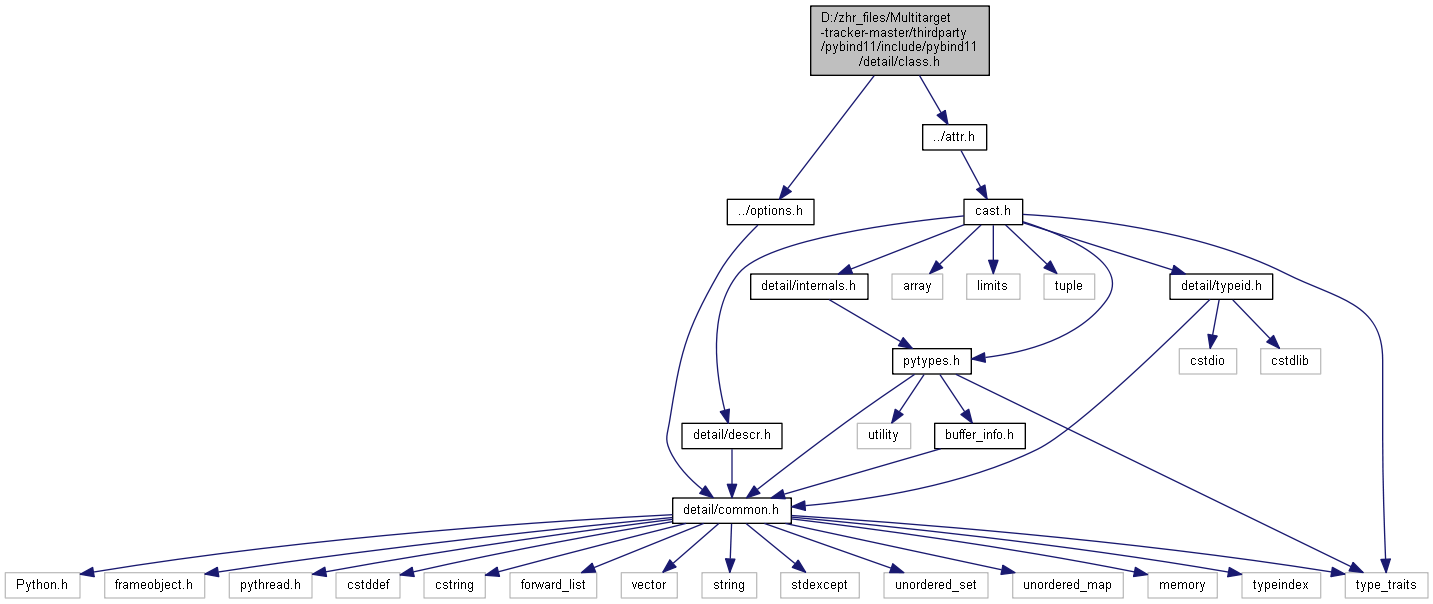 D:/zhr_files/Multitarget
-tracker-master/thirdparty
/pybind11/include/pybind11
/detail/class.h
../attr.h
../options.h
cast.h
detail/internals.h
array
limits
tuple
detail/typeid.h
pytypes.h
cstdio
cstdlib
detail/descr.h
utility
buffer_info.h
detail/common.h
Python.h
frameobject.h
pythread.h
cstddef
cstring
forward_list
vector
string
stdexcept
unordered_set
unordered_map
memory
typeindex
type_traits